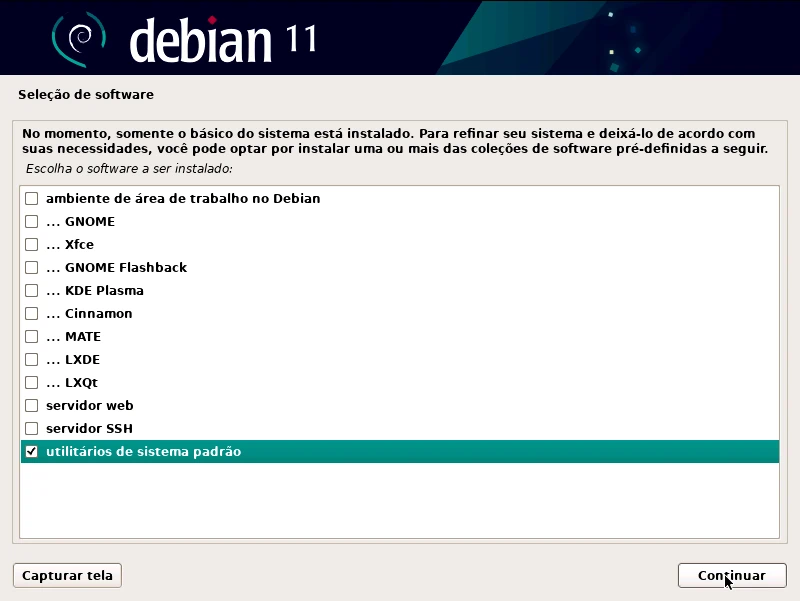 debian 11
Seleção de software
No momento, somente o básico do sistema está instalado. Para refinar seu sistema e deixá-lo de acordo com
suas necessidades, você pode optar por instalar uma ou mais das coleções de software pré-definidas a seguir.
Escolha o software a ser instalado:
ambiente de área de trabalho no Debian
... GNOME
... Xfce
... GNOME Flashback
... KDE Plasma
... Cinnamon
... MATE
... LXDE
... LXQt
servidor web
servidor SSH
utilitários de sistema padrão
Capturar tela
Continuar